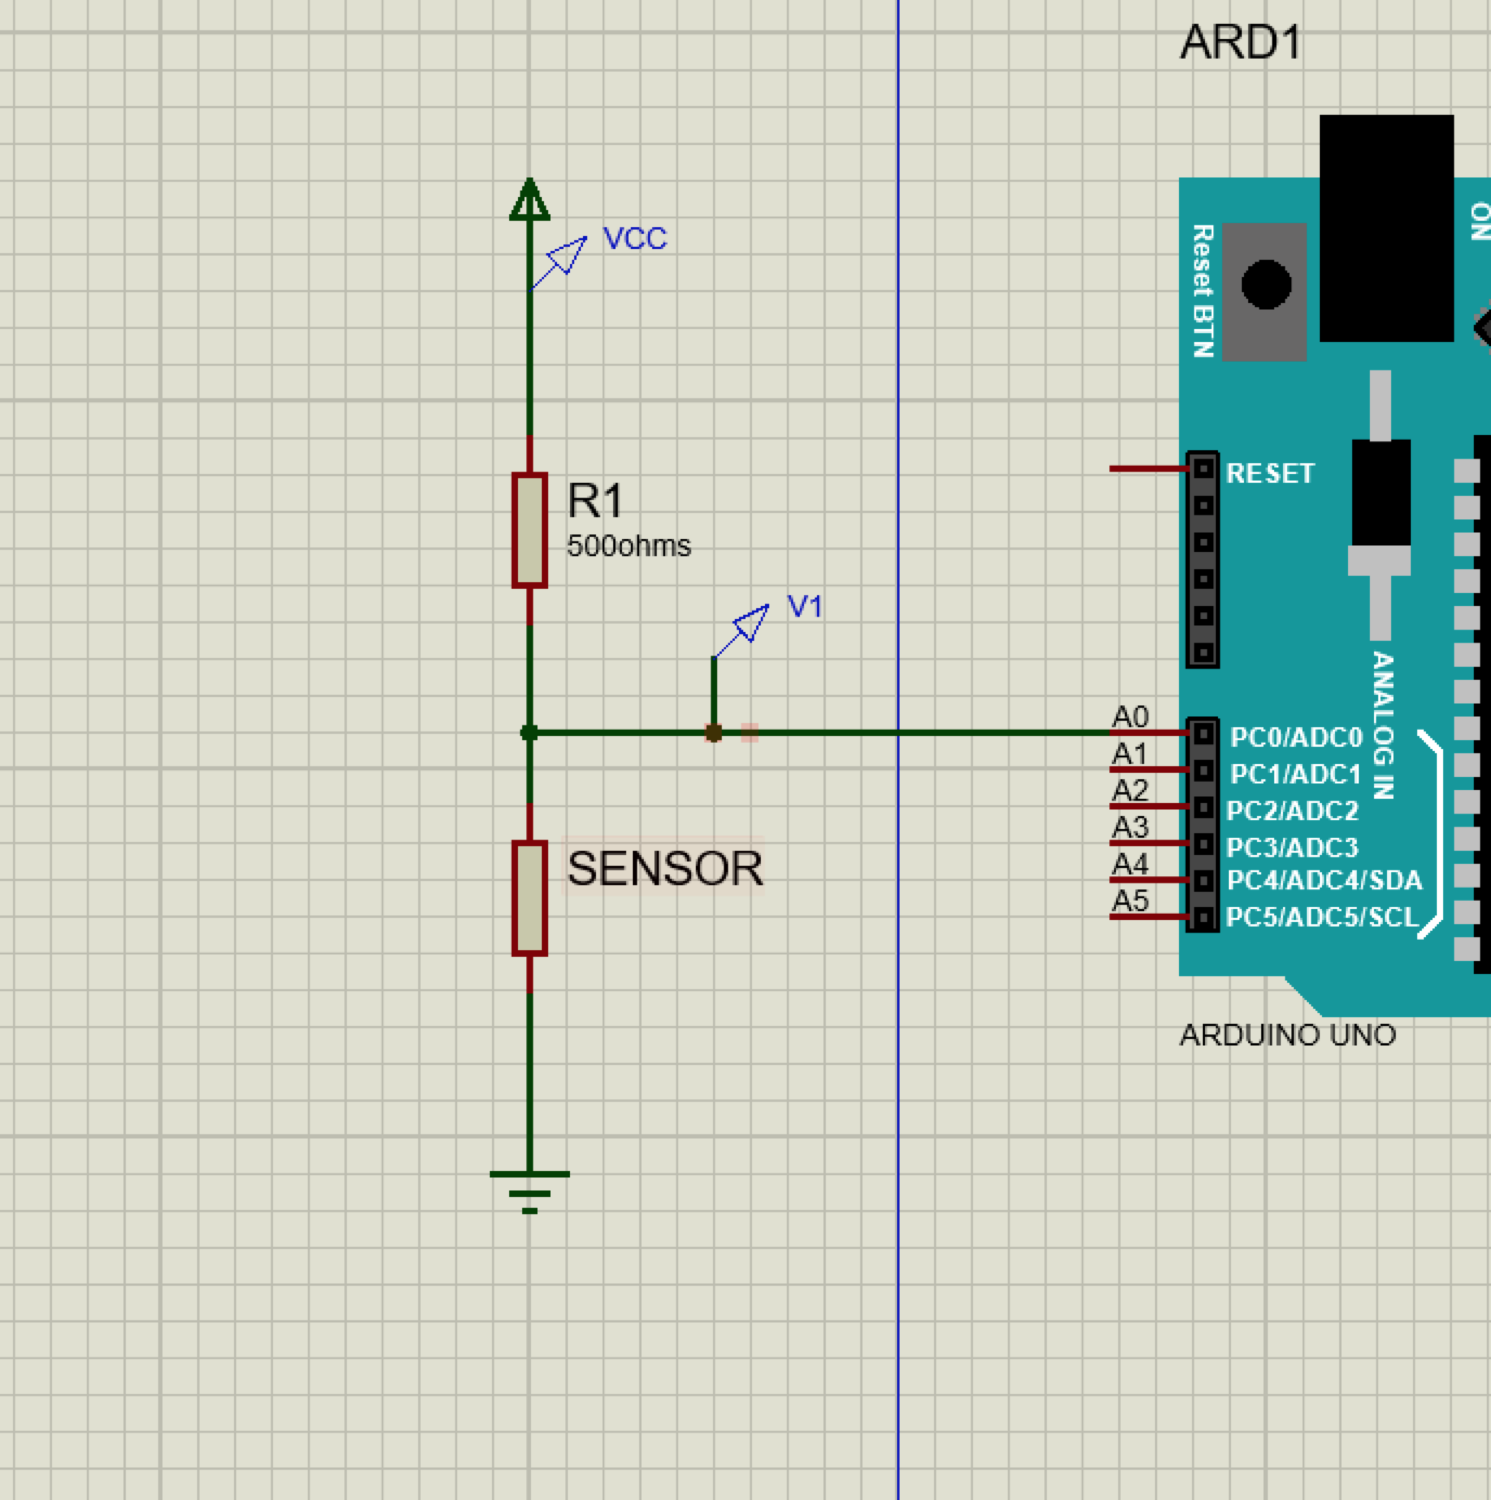 ARD1
VCC
Reset BTN
ON
R1
500ohms
RESET
V1
ANALOG IN
A0
A1
A2
A3
A4
A5
PC0/ADC0
PC1/ADC1
PC2/ADC2
PC3/ADC3
PC4/ADC4/SDA
PC5/ADC5/SCL
SENSOR
ARDUINO UNO